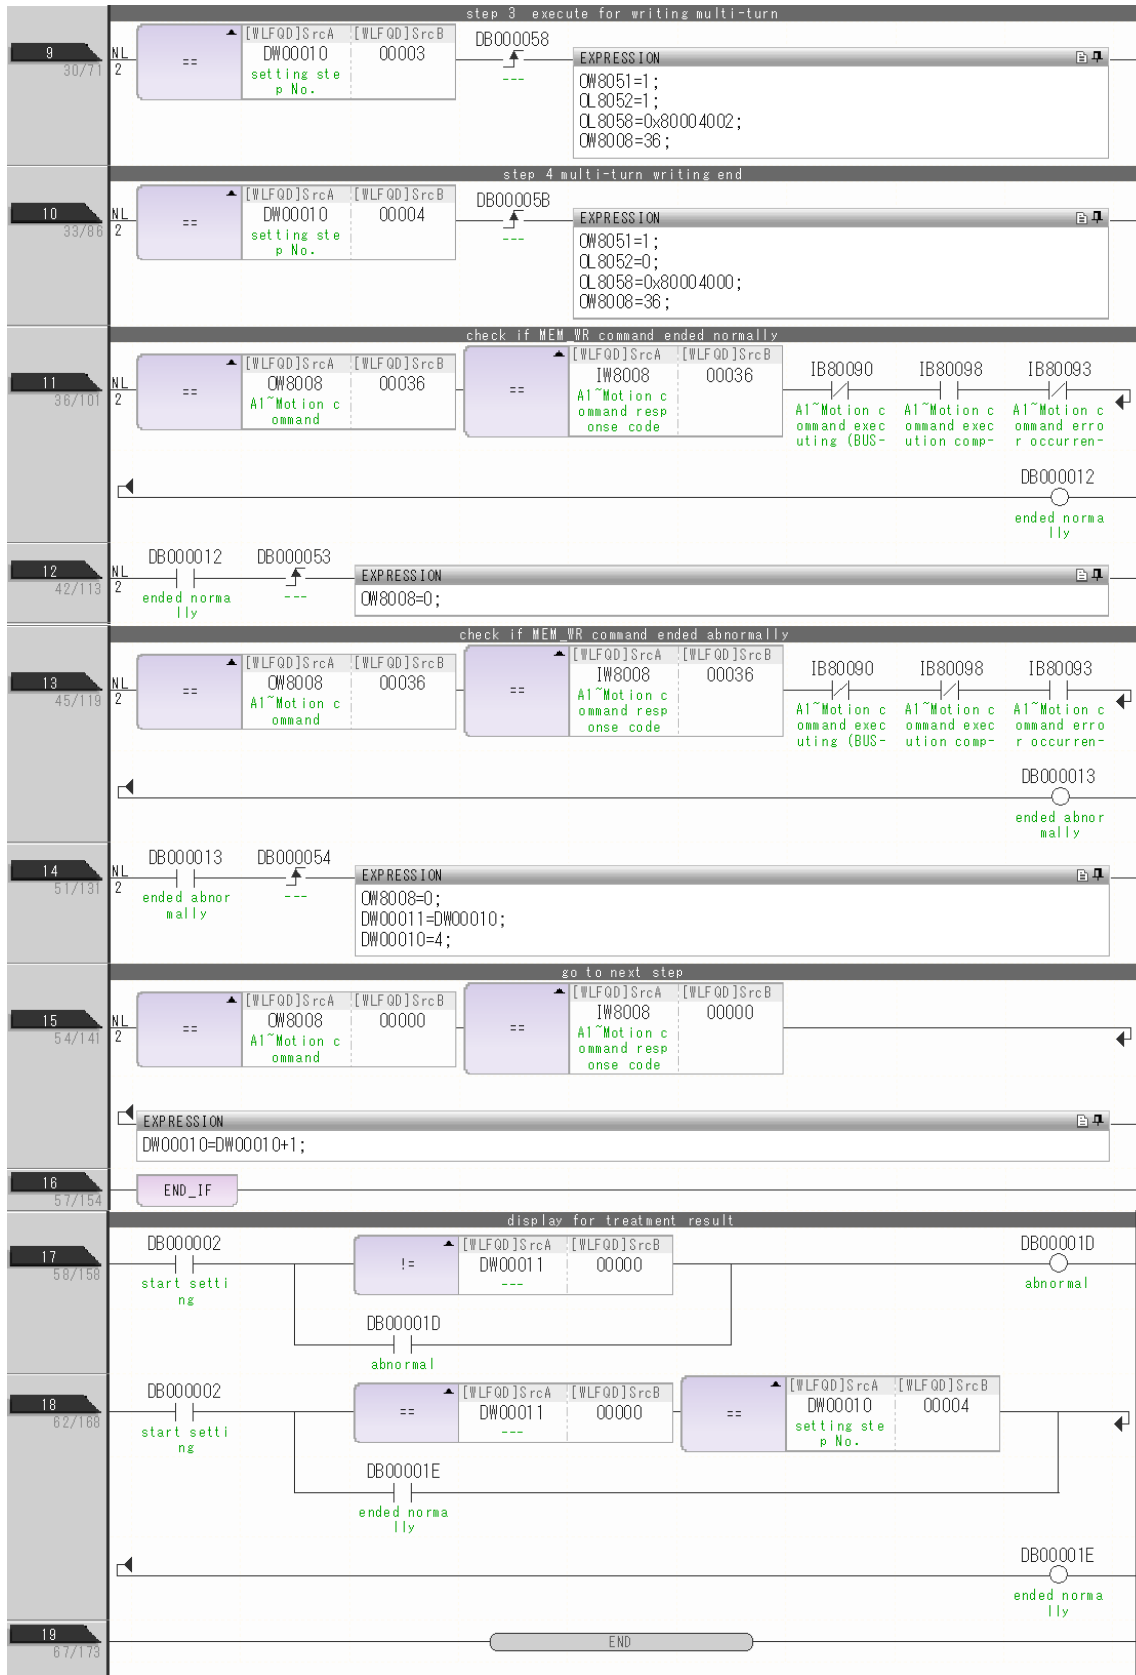 step 3 execute for writing multi-turn
9
30/71
NL
2
==
[WLFQD]SrcA [WLFQD]SrcB
DW00010 00003
setting ste
p No.
DB000058
---
EXPRESSION
OW8051=1;
OL8052=1;
OL8058=0x80004002;
OW8008=36;
step 4 multi-turn writing end
10
33/86
NL
2
==
[WLFQD]SrcA [WLFQD]SrcB
DW00010 00004
setting ste
p No.
DB00005B
---
EXPRESSION
OW8051=1;
OL8052=0;
OL8058=0x80004000;
OW8008=36;
check if MEM_WR command ended normally
11
36/101
NL
2
==
[WLFQD]SrcA [WLFQD]SrcB
OW8008 00036
A1~Motion c
ommand
==
[WLFQD]SrcA [WLFQD]SrcB
IW8008 00036
A1~Motion c
ommand resp
onse code
IB80090 IB80098 IB80093
A1~Motion c A1~Motion c A1~Motion c
ommand exec ommand exec ommand erro
uting (BUS- ution comp- r occurren-
DB000012
ended norma
lly
12
42/113
NL
2
DB000012
ended norma
lly
DB000053
---
EXPRESSION
OW8008=0;
check if MEM_WR command ended abnormally
13
45/119
NL
2
==
[WLFQD]SrcA [WLFQD]SrcB
OW8008 00036
A1~Motion c
ommand
==
[WLFQD]SrcA [WLFQD]SrcB
IW8008 00036
A1~Motion c
ommand resp
onse code
IB80090 IB80098 IB80093
A1~Motion c A1~Motion c A1~Motion c
ommand exec ommand exec ommand erro
uting (BUS- ution comp- r occurren-
DB000013
ended abnor
mally
14
51/131
NL
2
DB000013
ended abnor
mally
DB000054
---
EXPRESSION
OW8008=0;
DW00011=DW00010;
DW00010=4;
go to next step
15
54/141
NL
2
==
[WLFQD]SrcA [WLFQD]SrcB
OW8008 00000
A1~Motion c
ommand
==
[WLFQD]SrcA [WLFQD]SrcB
IW8008 00000
A1~Motion c
ommand resp
onse code
EXPRESSION
DW00010=DW00010+1;
16
57/154
END_IF
display for treatment result
17
58/158
DB000002
start setti
ng
!=
[WLFQD]SrcA [WLFQD]SrcB
DW00011 00000
---
DB00001D
abnormal
DB00001D
abnormal
18
62/168
DB000002
start setti
ng
==
[WLFQD]SrcA [WLFQD]SrcB
DW00011 00000
---
==
[WLFQD]SrcA [WLFQD]SrcB
DW00010 00004
setting ste
p No.
DB00001E
ended norma
lly
DB00001E
ended norma
lly
19
67/173
END